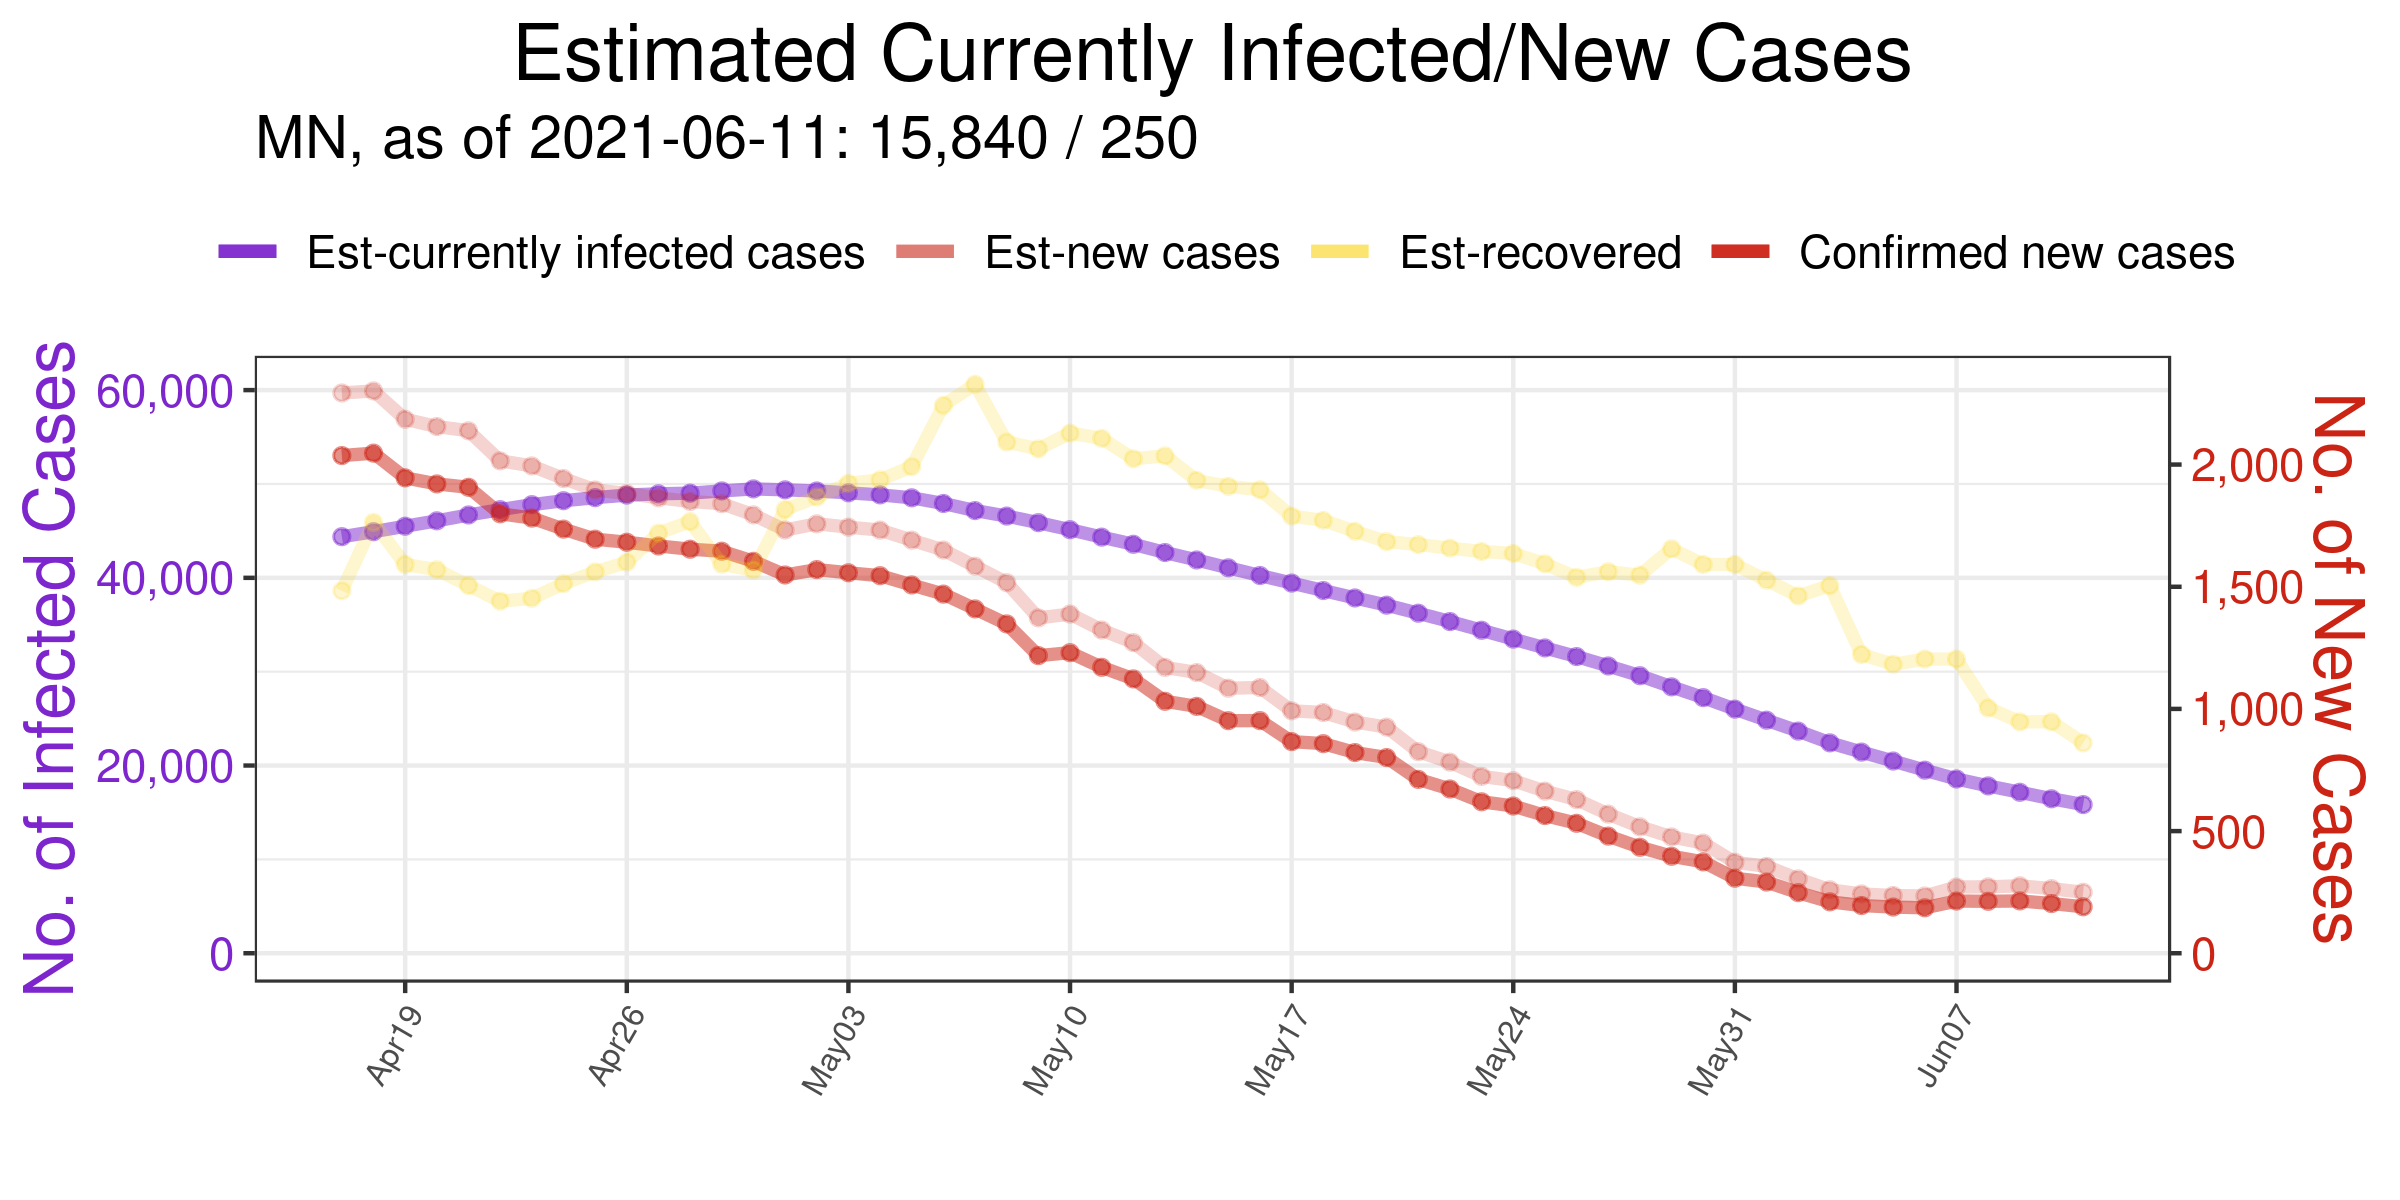 Estimated Currently Infected/New Cases
MN, as of 2021-06-11: 15,840 / 250
Est-currently infected cases Est-new cases Est-recovered Confirmed new cases
No. of Infected Cases
60,000
40,000
20,000
0
2,000
1,500
1,000
500
0
No. of New Cases
Apr19 Apr26 May03 May10 May17 May24 May31 Jun07